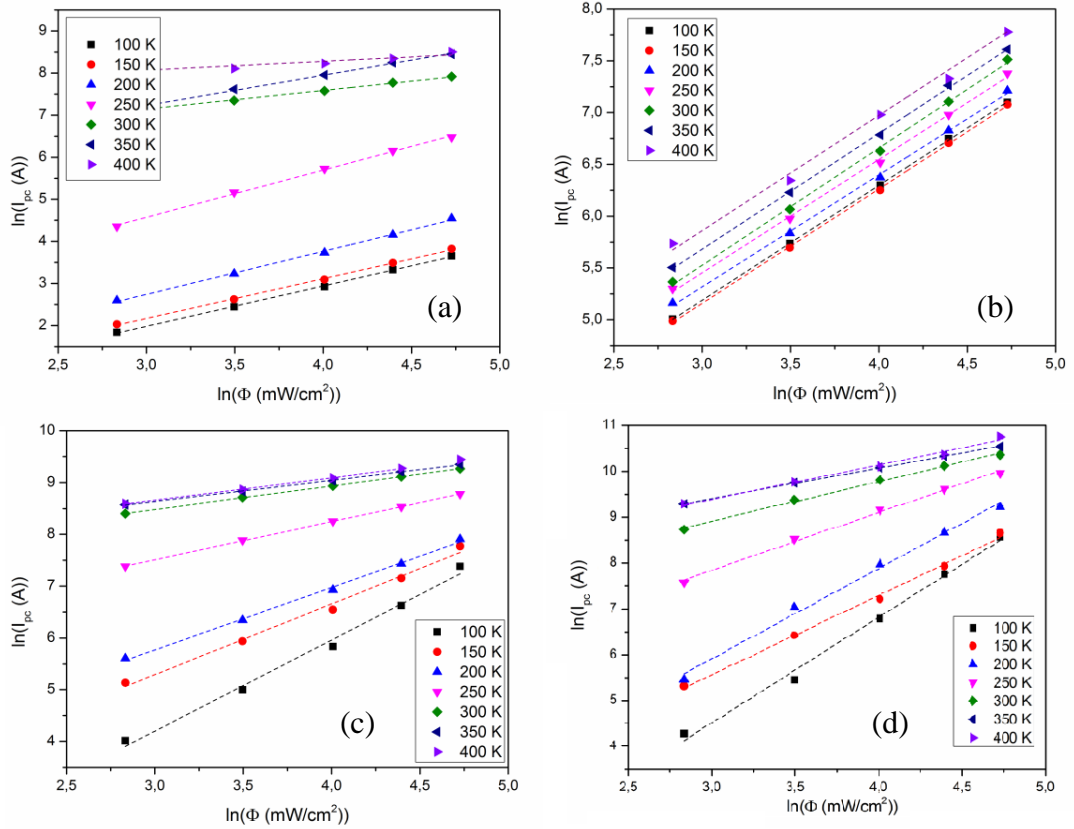 9
8
7
6
5
4
3
2
ln(I_pc (A))
100 K
150 K
200 K
250 K
300 K
350 K
400 K
(a)
2,5 3,0 3,5 4,0 4,5 5,0
ln(Φ (mW/cm²))
8,0
7,5
7,0
6,5
6,0
5,5
5,0
ln(I_pc (A))
100 K
150 K
200 K
250 K
300 K
350 K
400 K
(b)
2,5 3,0 3,5 4,0 4,5 5,0
ln(Φ (mW/cm²))
10
9
8
7
6
5
4
ln(I_pc (A))
100 K
150 K
200 K
250 K
300 K
350 K
400 K
(c)
2,5 3,0 3,5 4,0 4,5 5,0
ln(Φ (mW/cm²))
11
10
9
8
7
6
5
4
ln(I_pc (A))
100 K
150 K
200 K
250 K
300 K
350 K
400 K
(d)
2,5 3,0 3,5 4,0 4,5 5,0
ln(Φ (mW/cm²))